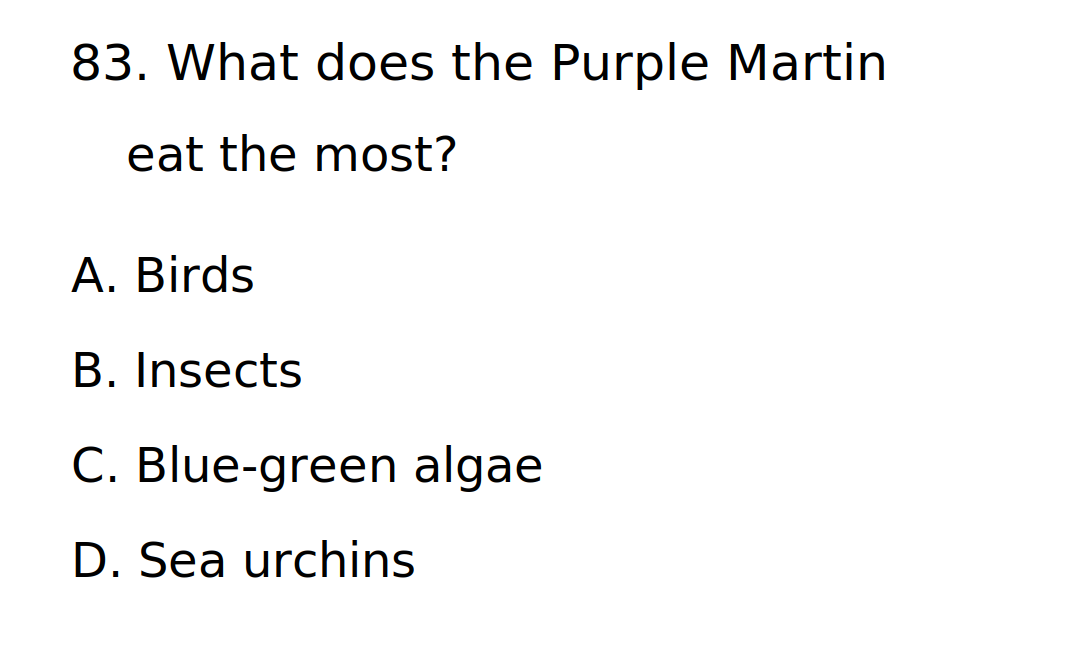 83. What does the Purple Martin
eat the most?
A. Birds
B. Insects
C. Blue-green algae
D. Sea urchins